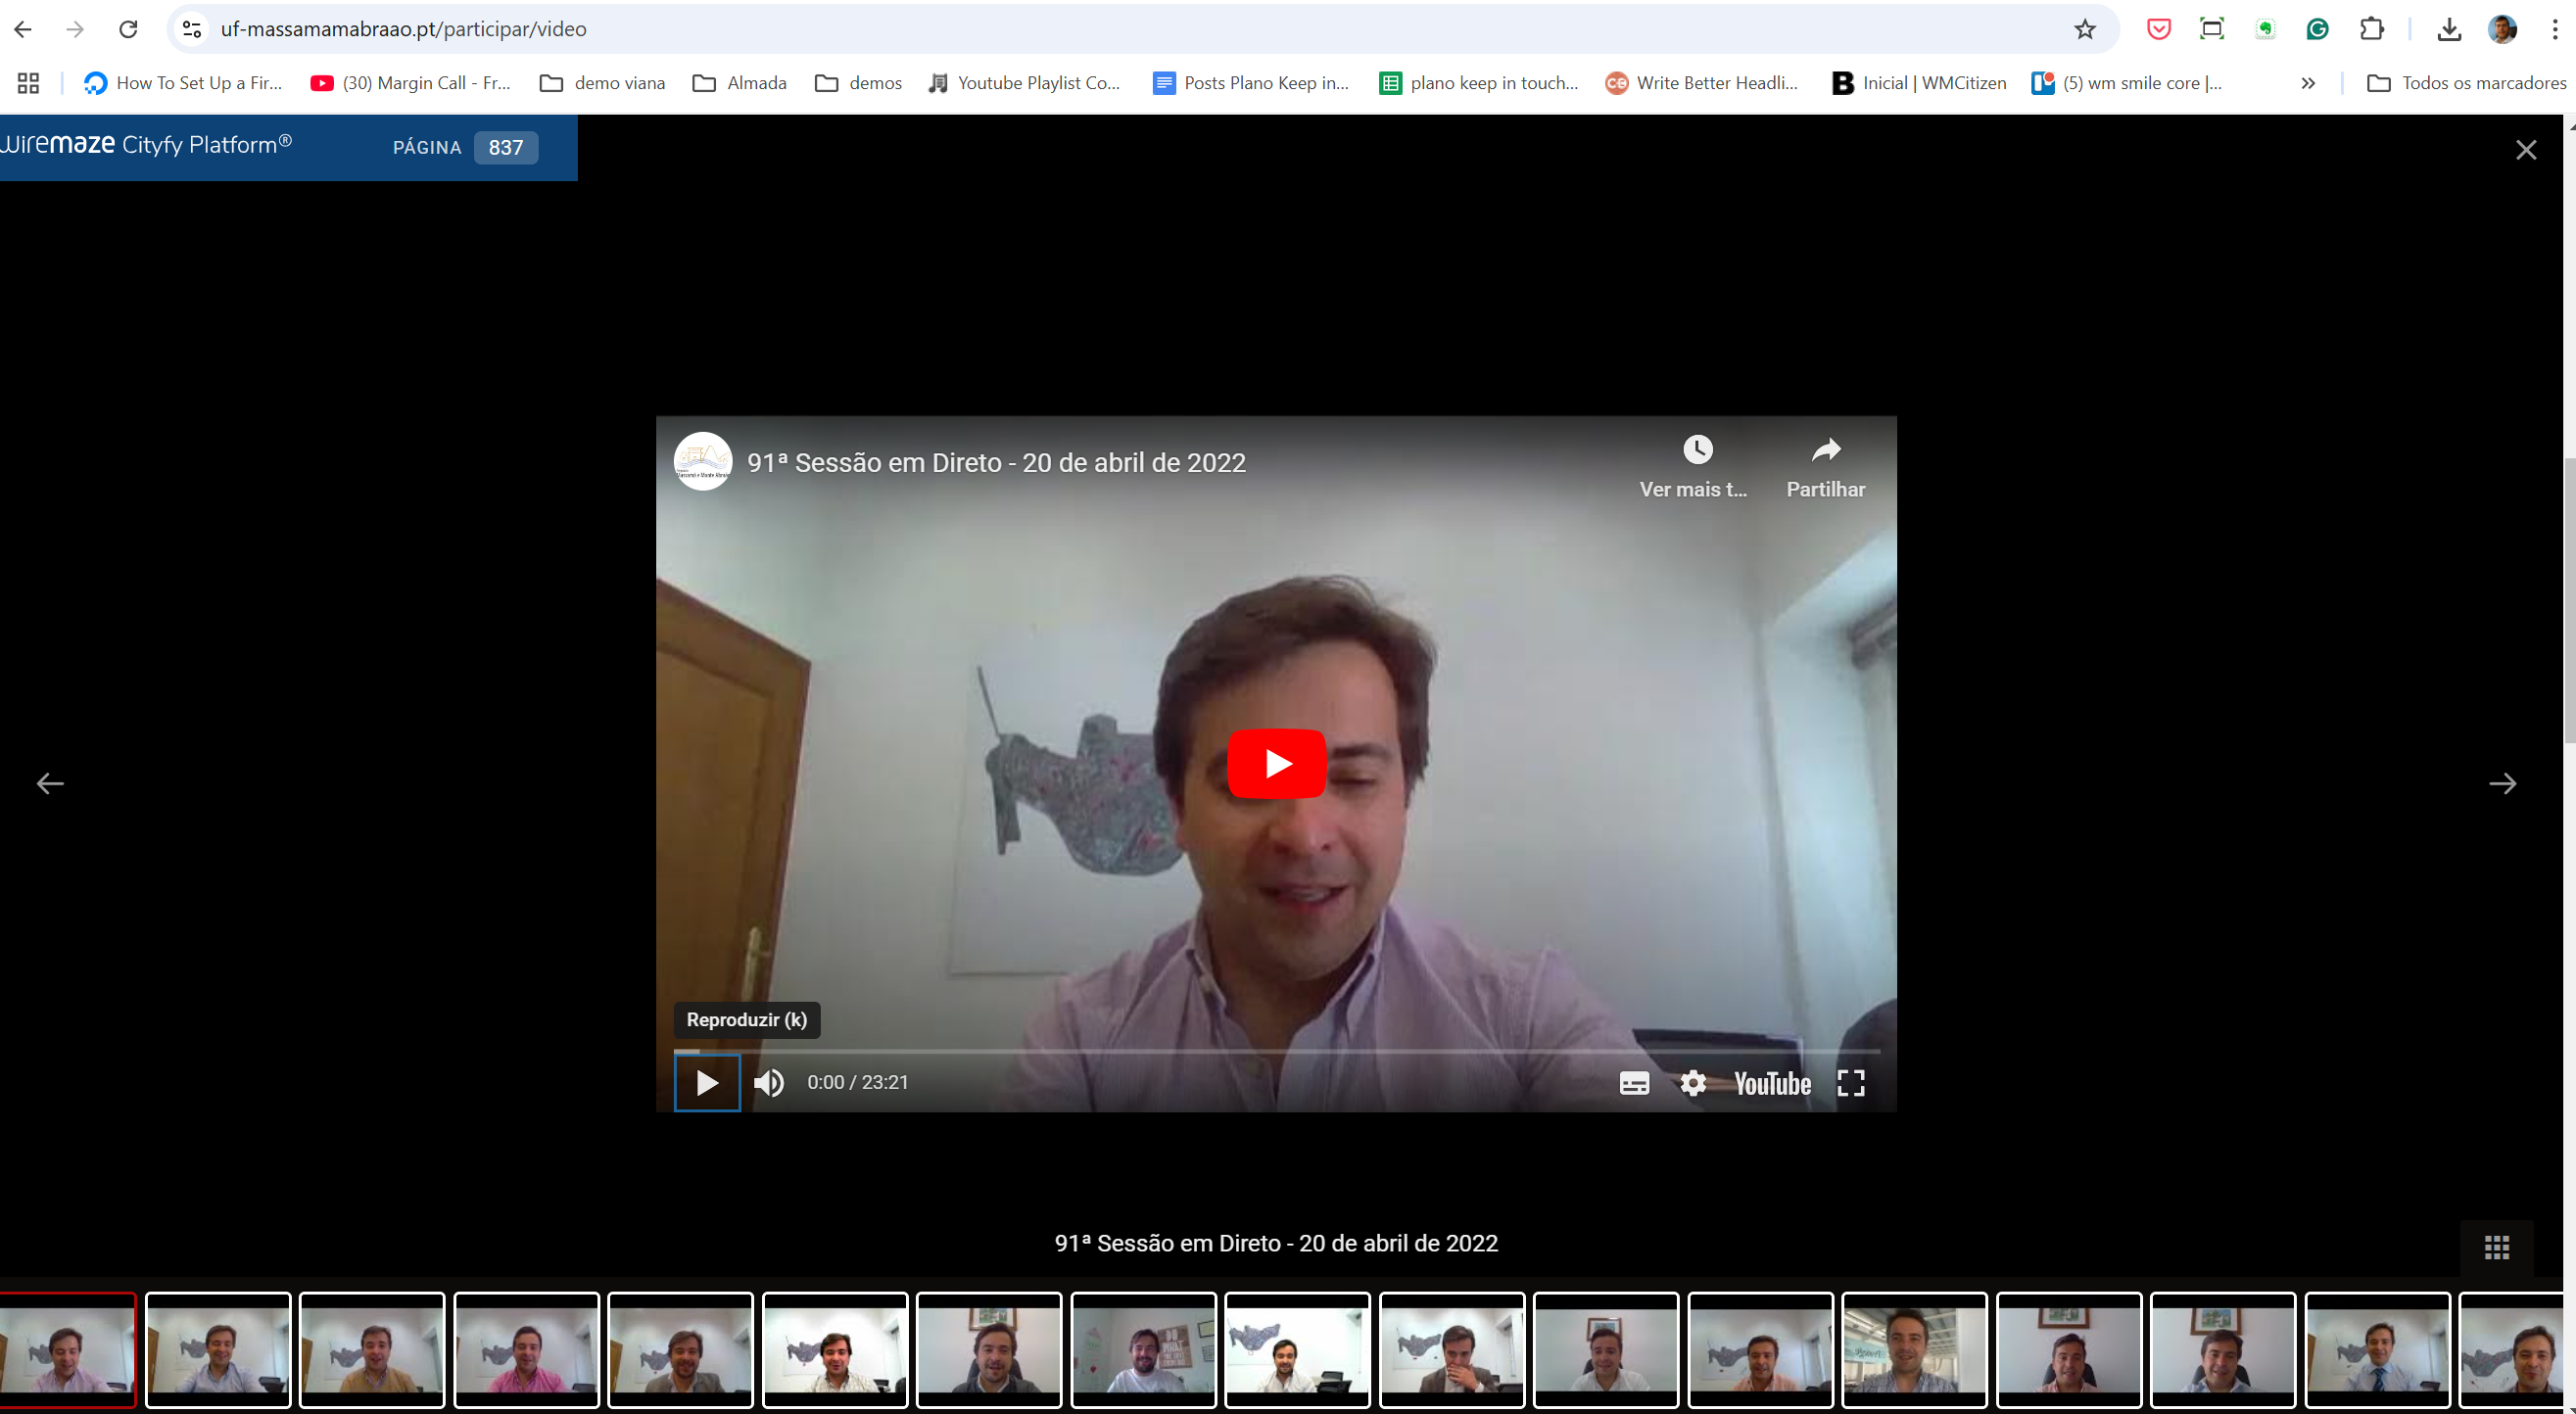 uf-massamamabraao.pt/participar/video
How To Set Up a Fir...
(30) Margin Call - Fr...
demo viana
Almada
demos
Youtube Playlist Co...
Posts Plano Keep in...
plano keep in touch...
Write Better Headli...
Inicial | WMCitizen
(5) wm smile core |...
»
Todos os marcadores
wiremaze Cityfy Platform®
PÁGINA 837
91ª Sessão em Direto - 20 de abril de 2022
Ver mais t...
Partilhar
Reproduzir (k)
0:00 / 23:21
YouTube
91ª Sessão em Direto - 20 de abril de 2022